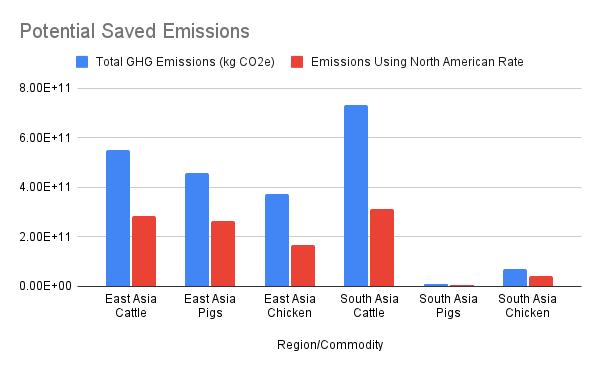 Potential Saved Emissions
Total GHG Emissions (kg CO2e) Emissions Using North American Rate
8.00E+11
6.00E+11
4.00E+11
2.00E+11
0.00E+00
East Asia Cattle
East Asia Pigs
East Asia Chicken
South Asia Cattle
South Asia Pigs
South Asia Chicken
Region/Commodity